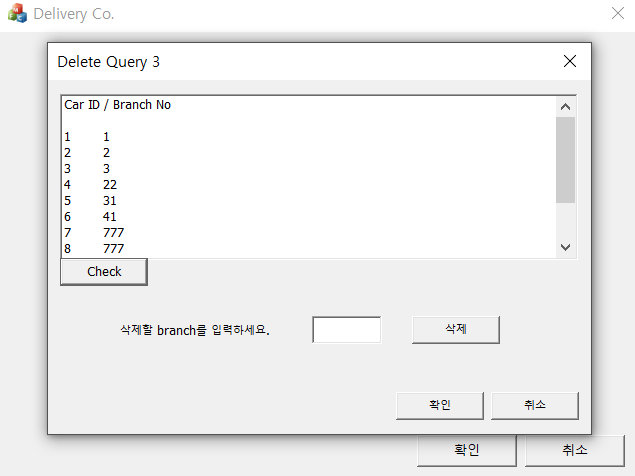 Delivery Co.
Delete Query 3
Car ID / Branch No
1 1
2 2
3 3
4 22
5 31
6 41
7 777
8 777
Check
삭제할 branch를 입력하세요.
삭제
확인 취소
확인 취소